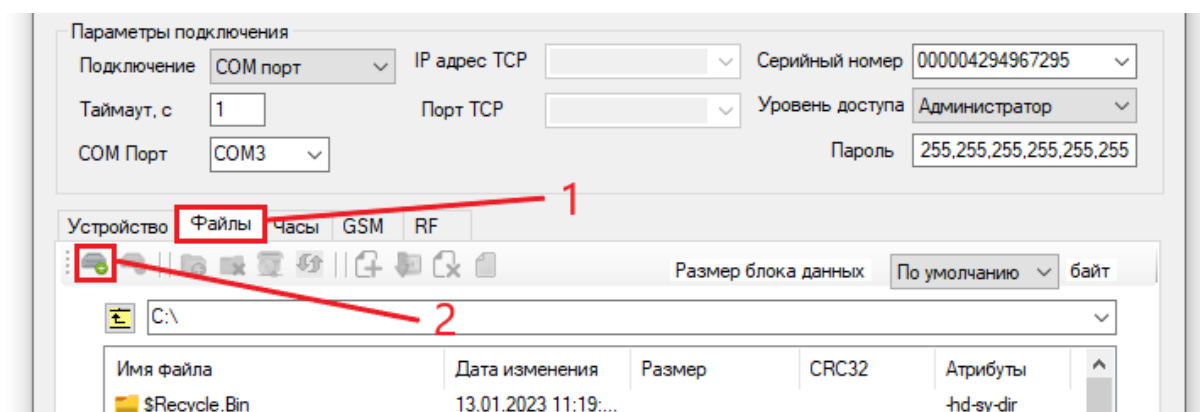 Параметры подключения
Подключение COM порт IP адрес TCP Серийный номер 000004294967295
Таймаут, с 1 Порт TCP Уровень доступа Администратор
COM Порт COM3 Пароль 255,255,255,255,255,255
1
Устройство Файлы Часы GSM RF
Размер блока данных По умолчанию байт
C:\ 2
Имя файла Дата изменения Размер CRC32 Атрибуты
$Recycle.Bin 13.01.2023 11:19:... -hd-sy-dir